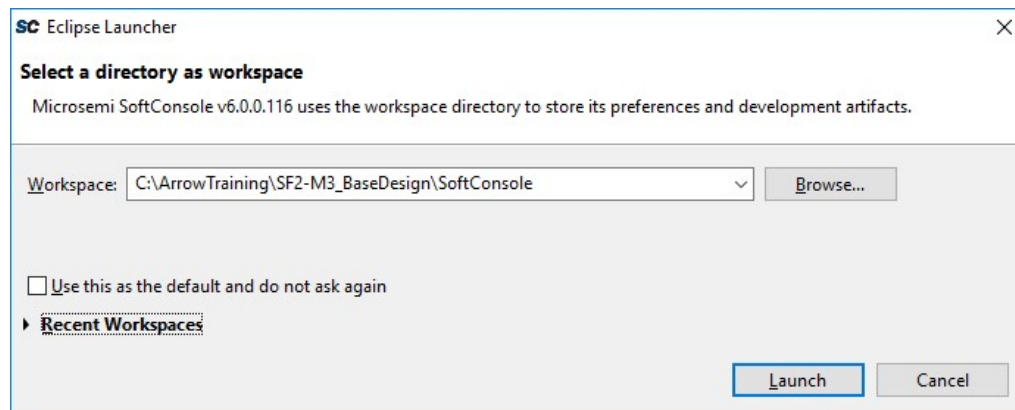 SC Eclipse Launcher
Select a directory as workspace
Microsemi SoftConsole v6.0.0.116 uses the workspace directory to store its preferences and development artifacts.
Workspace: C:\ArrowTraining\SF2-M3_BaseDesign\SoftConsole Browse...
Use this as the default and do not ask again
Recent Workspaces
Launch Cancel